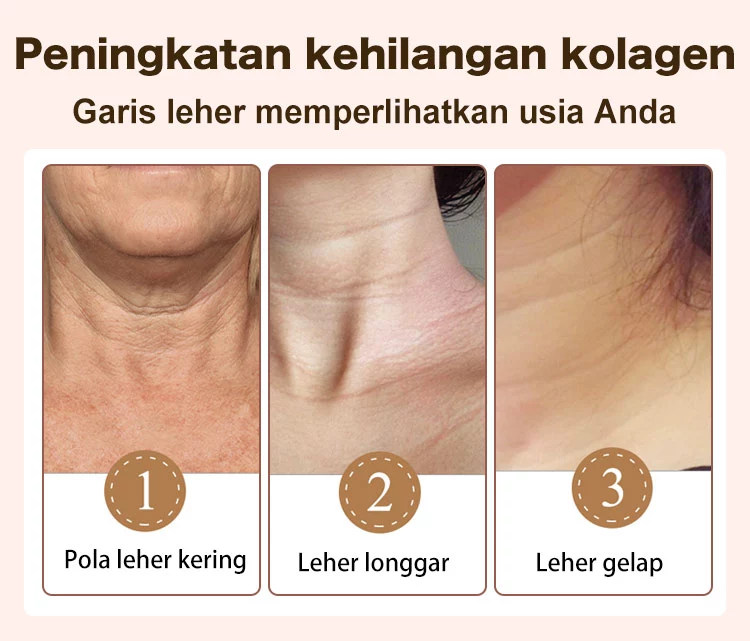 Peningkatan kehilangan kolagen
Garis leher memperlihatkan usia Anda
1
Pola leher kering
2
Leher longgar
3
Leher gelap